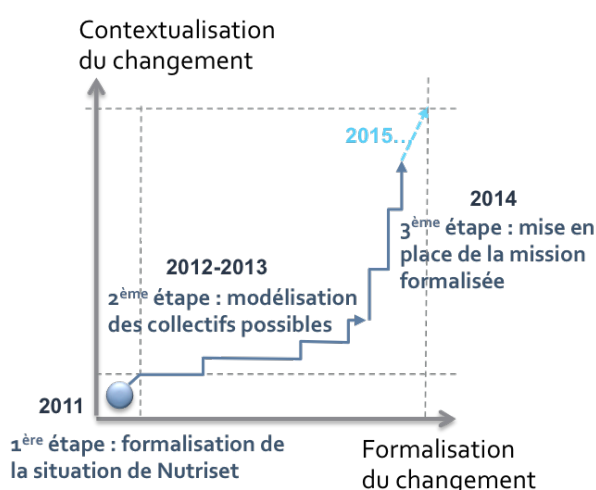 Contextualisation
du changement
2015...
2014
3ème étape : mise en
place de la mission
formalisée
2012-2013
2ème étape : modélisation
des collectifs possibles
2011
1ère étape : formalisation de
la situation de Nutriset
Formalisation
du changement